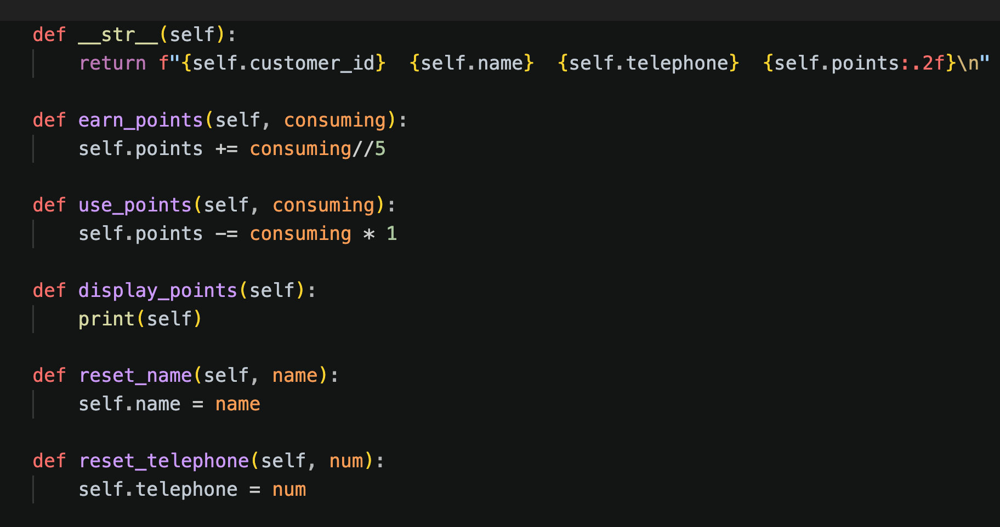 def __str__(self):
    return f"{self.customer_id}  {self.name}  {self.telephone}  {self.points:.2f}\n"
def earn_points(self, consuming):
    self.points += consuming//5
def use_points(self, consuming):
    self.points -= consuming * 1
def display_points(self):
    print(self)
def reset_name(self, name):
    self.name = name
def reset_telephone(self, num):
    self.telephone = num